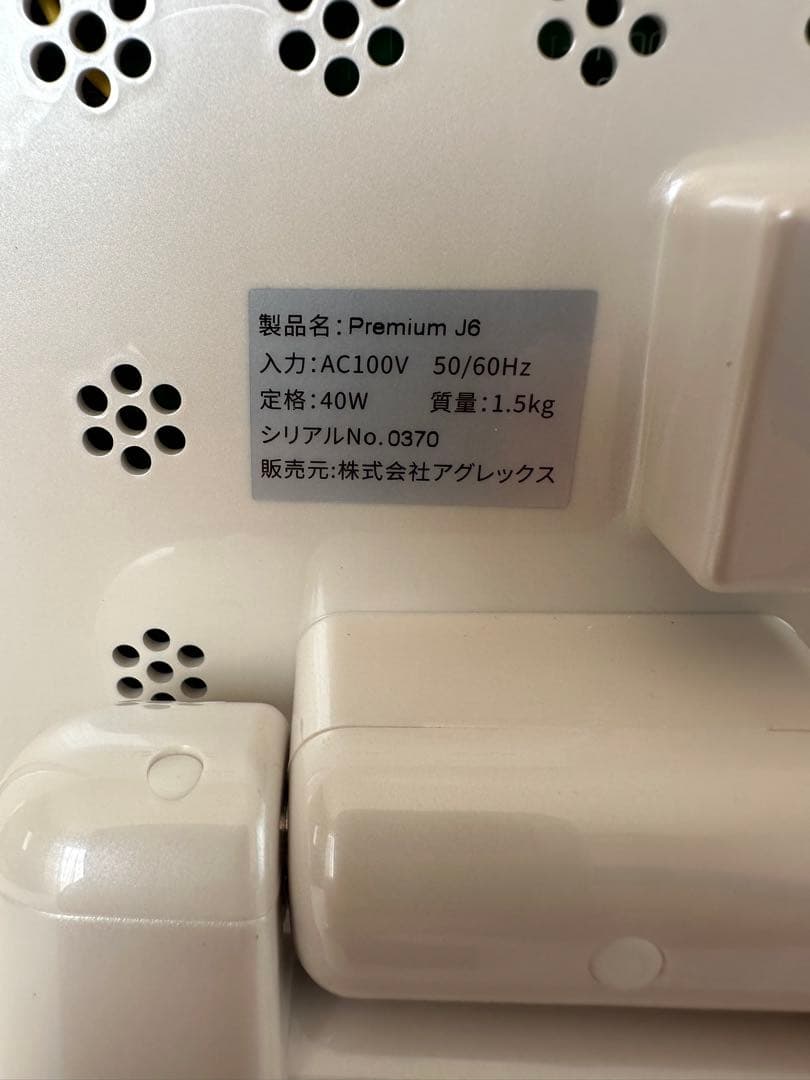 製品名：Premium J6
入力：AC100V 50/60Hz
定格：40W 質量：1.5kg
シリアルNo.0370
販売元：株式会社アグレックス